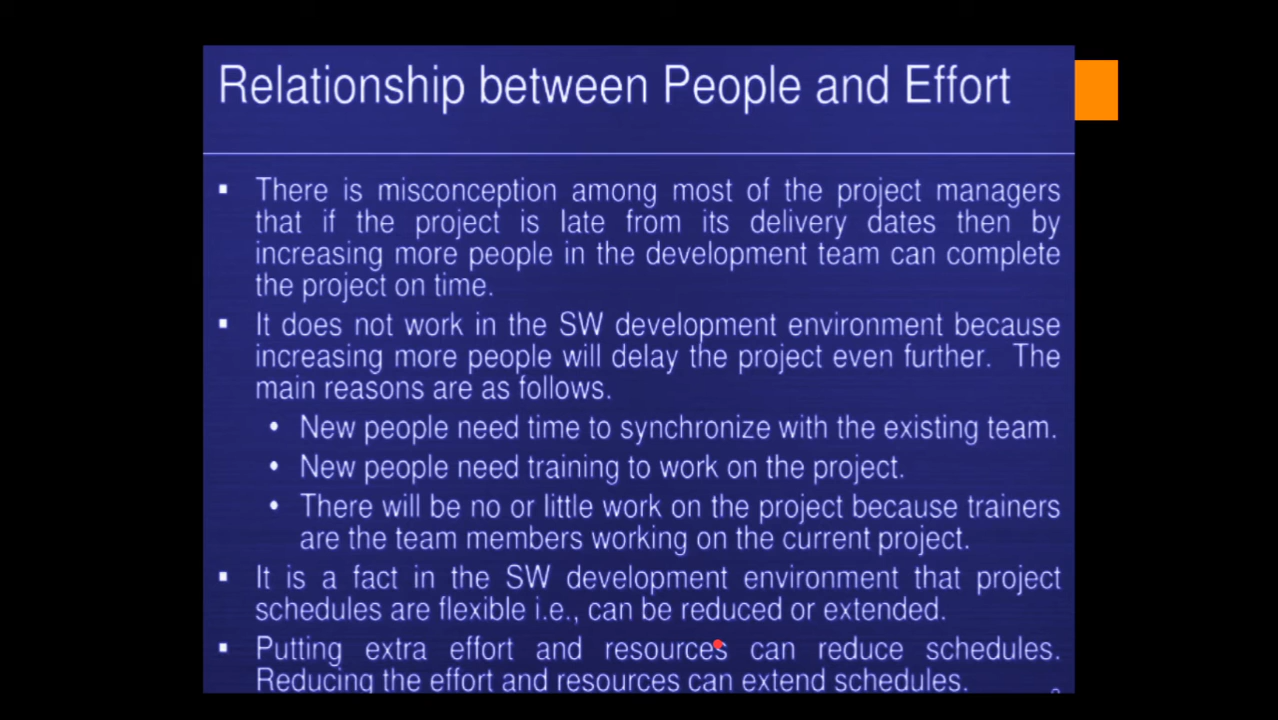 Relationship between People and Effort
▪ There is misconception among most of the project managers
that if the project is late from its delivery dates then by
increasing more people in the development team can complete
the project on time.
▪ It does not work in the SW development environment because
increasing more people will delay the project even further. The
main reasons are as follows.
• New people need time to synchronize with the existing team.
• New people need training to work on the project.
• There will be no or little work on the project because trainers
are the team members working on the current project.
▪ It is a fact in the SW development environment that project
schedules are flexible i.e., can be reduced or extended.
▪ Putting extra effort and resources can reduce schedules.
Reducing the effort and resources can extend schedules.